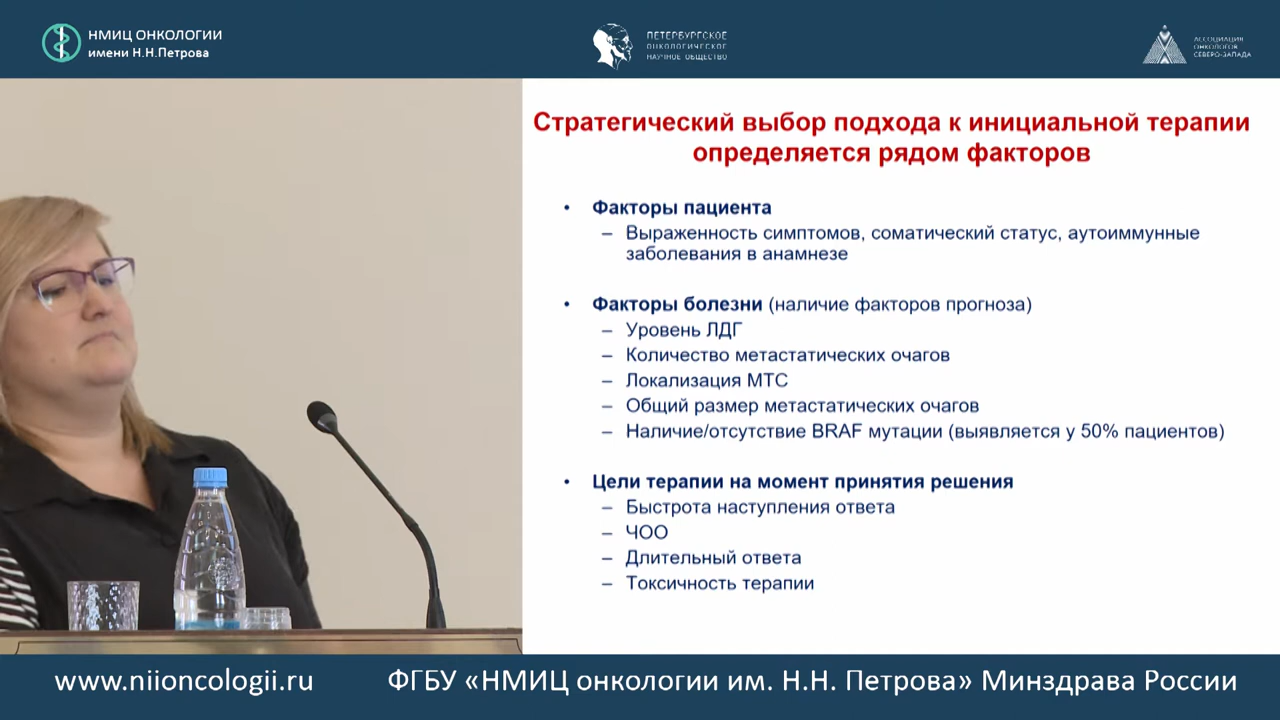 НМИЦ ОНКОЛОГИИ
имени Н.Н.Петрова
ПЕТЕРБУРГСКОЕ
ОНКОЛОГИЧЕСКОЕ
НАУЧНОЕ ОБЩЕСТВО
АССОЦИАЦИЯ
ОНКОЛОГОВ
СЕВЕРО-ЗАПАДА
Стратегический выбор подхода к инициальной терапии
определяется рядом факторов
• Факторы пациента
– Выраженность симптомов, соматический статус, аутоиммунные
заболевания в анамнезе
• Факторы болезни (наличие факторов прогноза)
– Уровень ЛДГ
– Количество метастатических очагов
– Локализация МТС
– Общий размер метастатических очагов
– Наличие/отсутствие BRAF мутации (выявляется у 50% пациентов)
• Цели терапии на момент принятия решения
– Быстрота наступления ответа
– ЧОО
– Длительный ответа
– Токсичность терапии
www.niioncologii.ru
ФГБУ «НМИЦ онкологии им. Н.Н. Петрова» Минздрава России